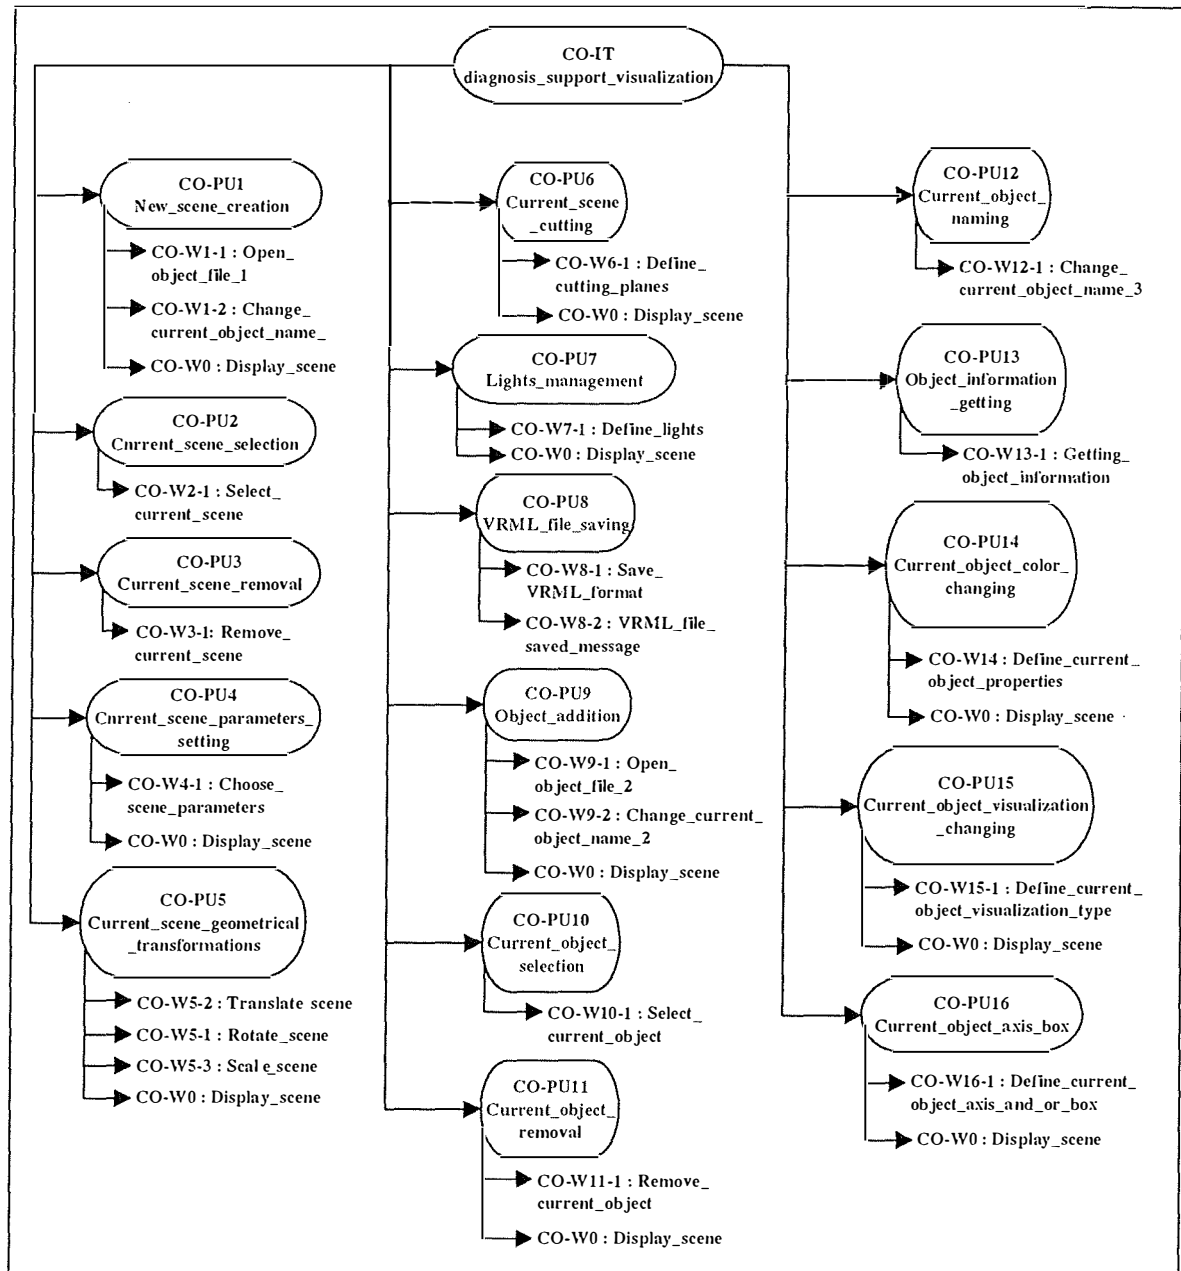 CO-IT
diagnosis_support_visualization
CO-PU1
New_scene_creation
CO-W1-1 : Open_
object_file_1
CO-W1-2 : Change_
current_object_name_
CO-W0 : Display_scene
CO-PU2
Cnrrent_scene_selection
CO-W2-1 : Select_
current_scene
CO-PU3
Current_scene_removal
CO-W3-1: Remove_
current_scene
CO-PU4
Cnrrent_scene_parameters_
setting
CO-W4-1 : Choose_
scene_parameters
CO-W0 : Display_scene
CO-PU5
Current_scene_geometrical
_transformations
CO-W5-2 : Translate scene
CO-W5-1 : Rotate_scene
CO-W5-3 : Scale_scene
CO-W0 : Display_scene
CO-PU6
Current_scene
_cutting
CO-W6-1 : Define_
cutting_planes
CO-W0 : Display_scene
CO-PU7
Lights_management
CO-W7-1 : Define_lights
CO-W0 : Display_scene
CO-PU8
VRML_file_saving
CO-W8-1 : Save_
VRML_format
CO-W8-2 : VRML_file_
saved_message
CO-PU9
Object_addition
CO-W9-1 : Open_
object_file_2
CO-W9-2 : Change_current_
object_name_2
CO-W0 : Display_scene
CO-PU10
Current_object_
selection
CO-W10-1 : Select_
current_object
CO-PU11
Current_object_
removal
CO-W11-1 : Remove_
current_object
CO-W0 : Display_scene
CO-PU12
Current_object_
naming
CO-W12-1 : Change_
current_object_name_3
CO-PU13
Object_information
_getting
CO-W13-1 : Getting_
object_information
CO-PU14
Current_object_color_
changing
CO-W14 : Define_current_
object_properties
CO-W0 : Display_scene
CO-PU15
Current_object_visualization
_changing
CO-W15-1 : Define_current_
object_visualization_type
CO-W0 : Display_scene
CO-PU16
Current_object_axis_box
CO-W16-1 : Define_current_
object_axis_and_or_box
CO-W0 : Display_scene